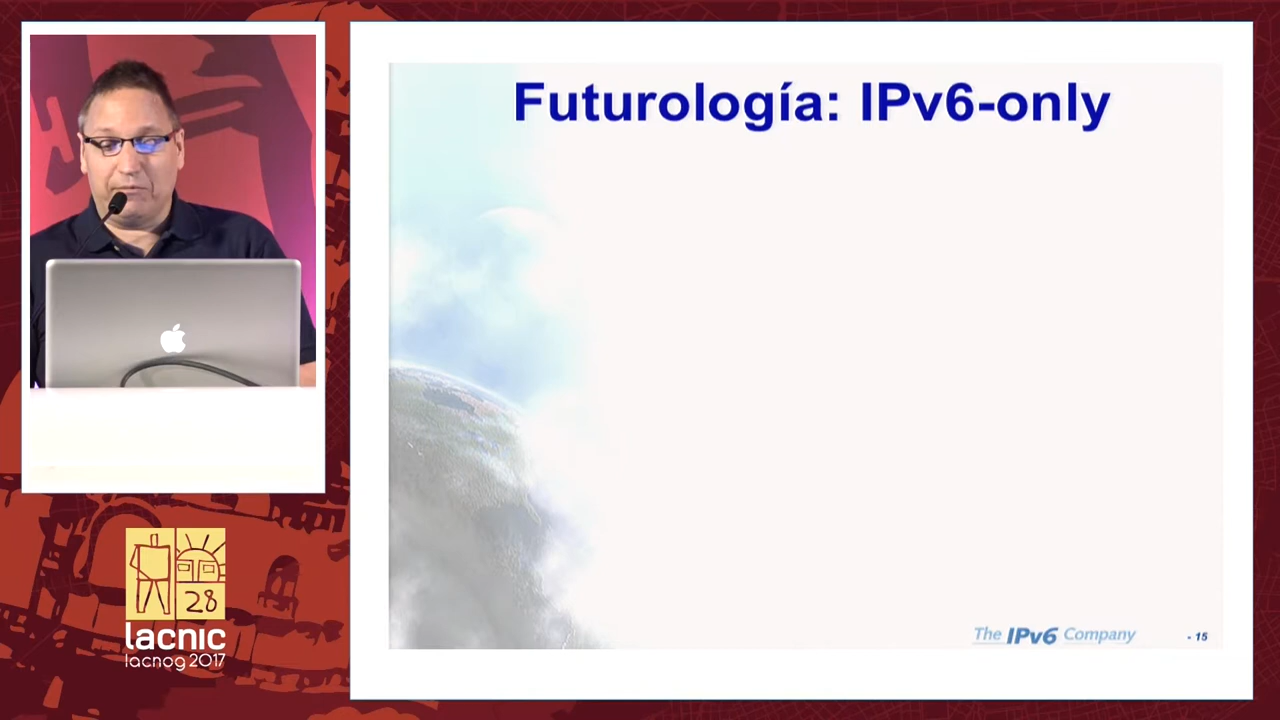 Futurología: IPv6-only
The IPv6 Company
- 15
28
lacnic
lacnog 2017